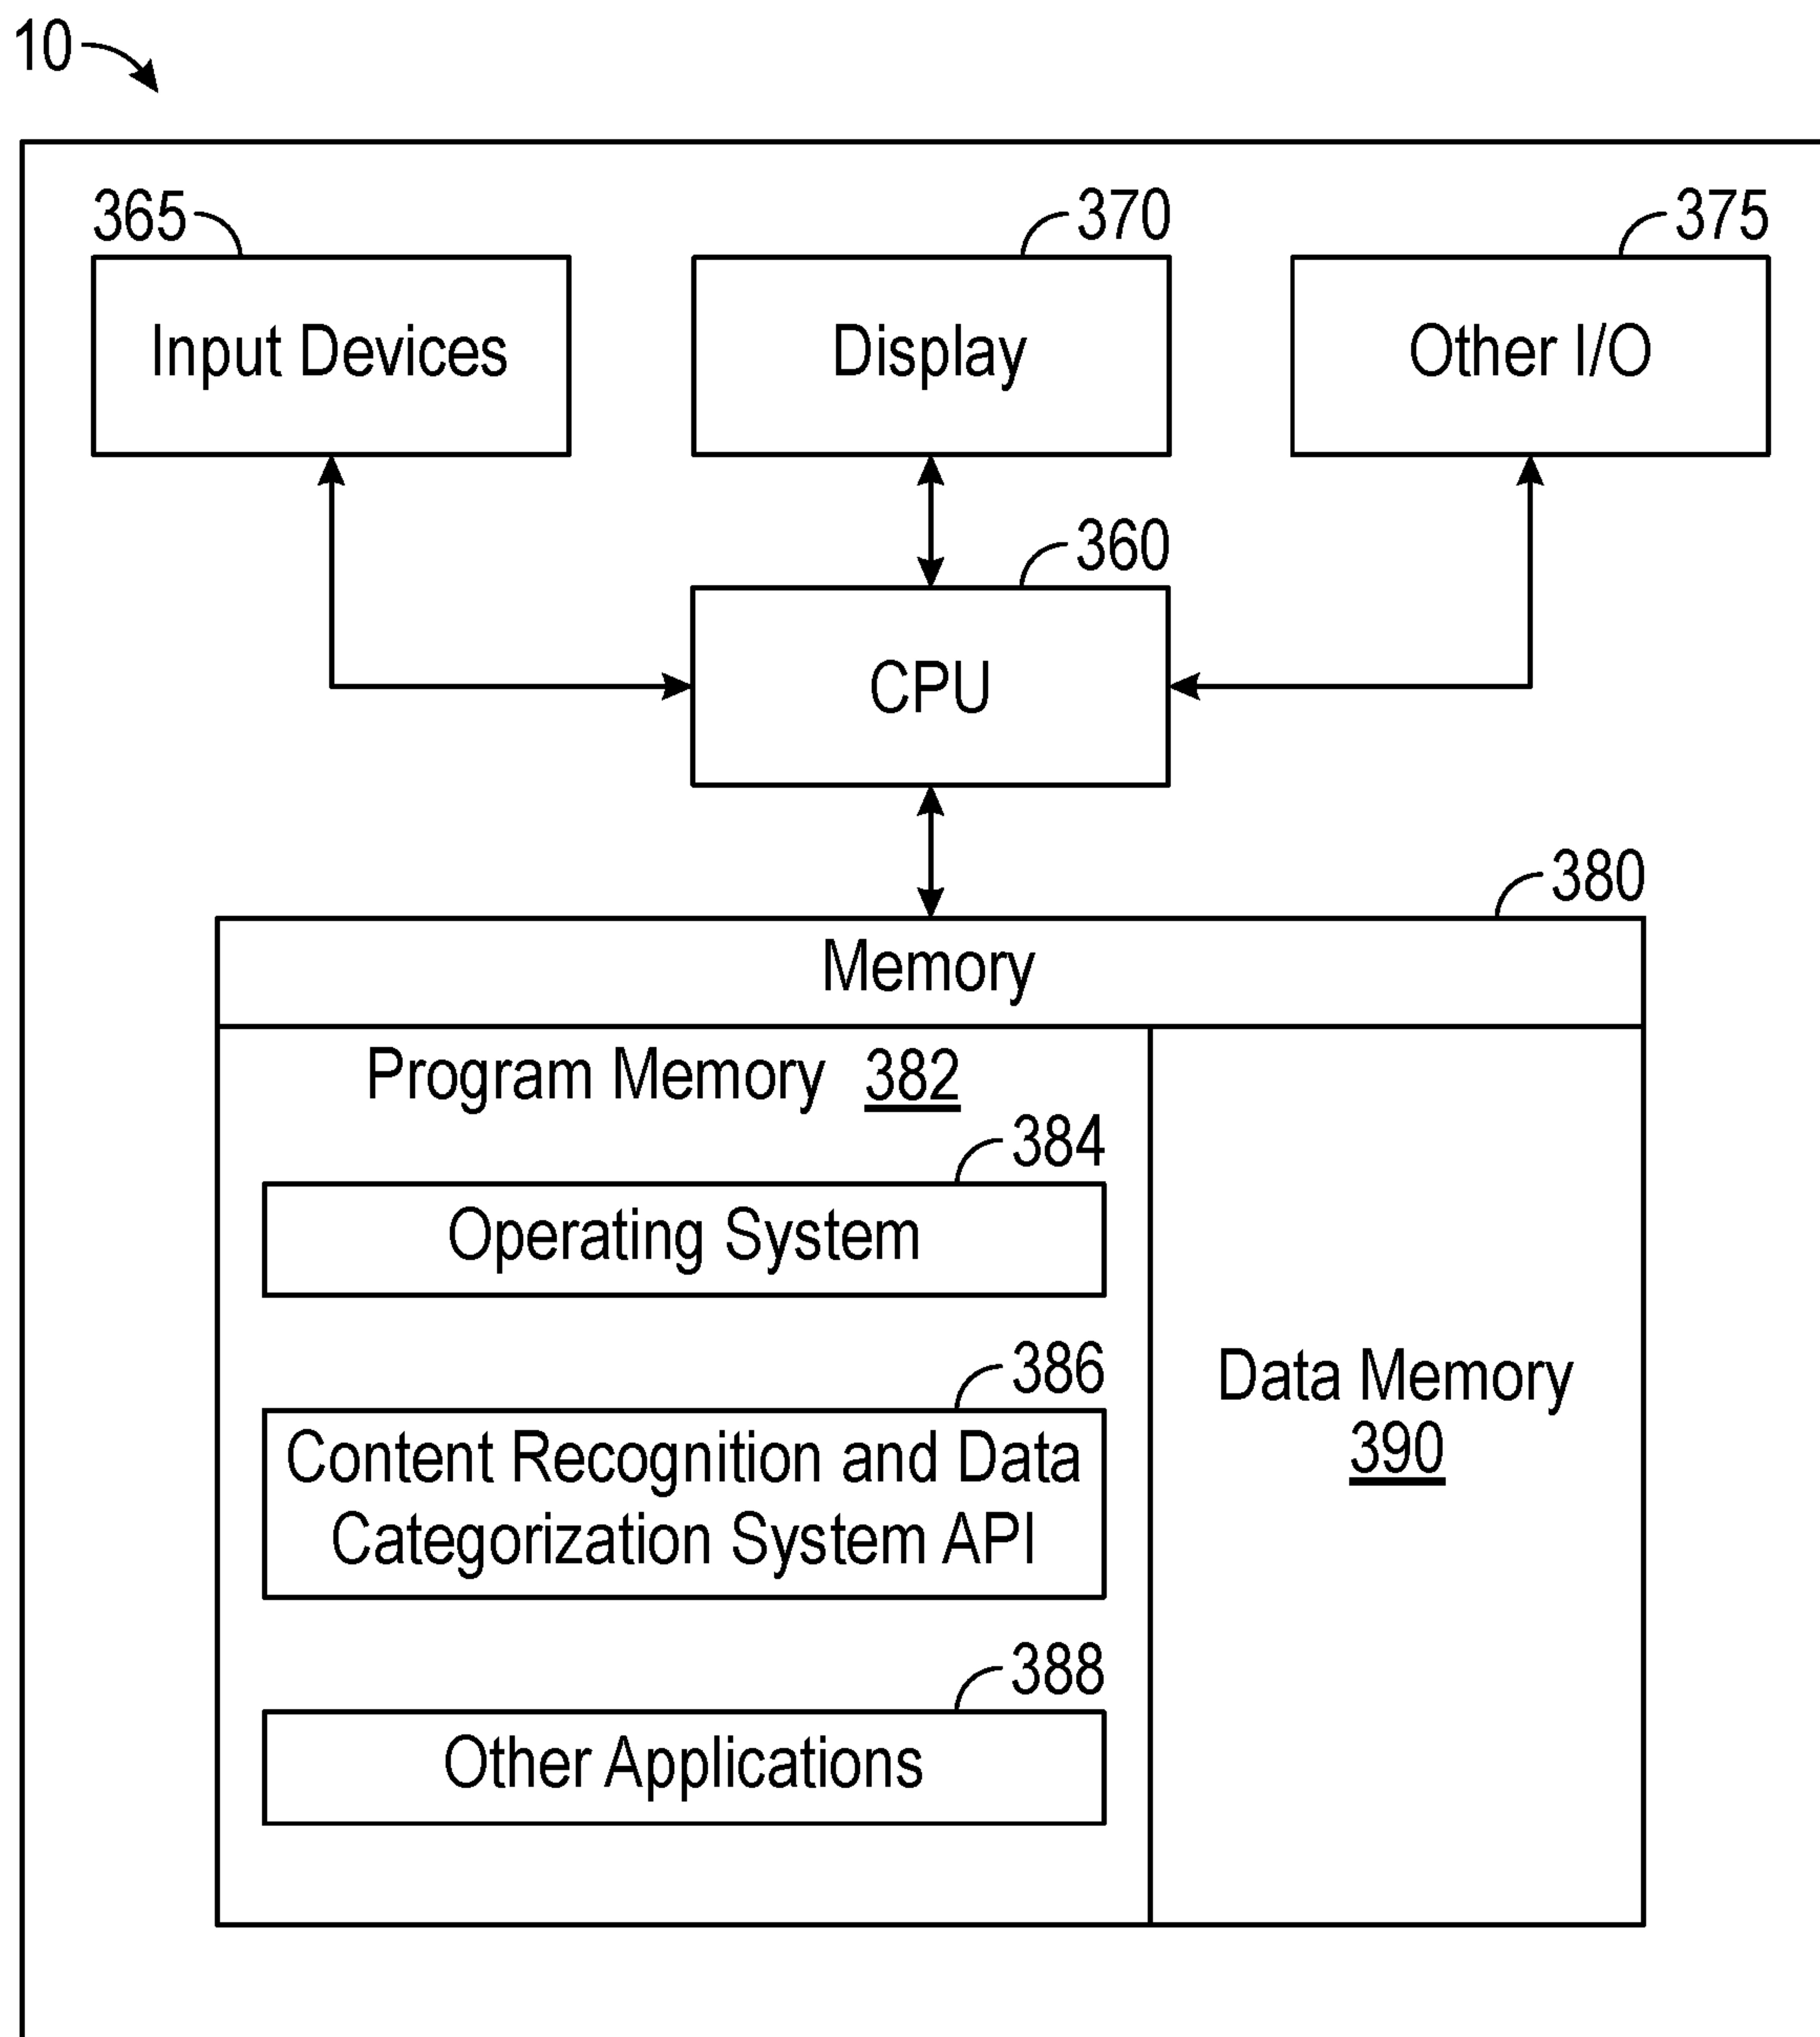 10
365
370
375
Input Devices
Display
Other I/O
360
CPU
380
Memory
Program Memory 382
384
Operating System
386
Content Recognition and Data
Categorization System API
388
Other Applications
Data Memory
390